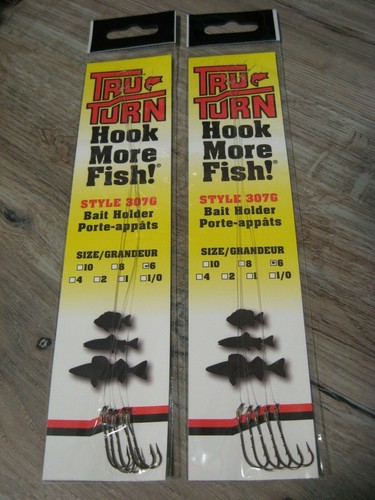 TRU-TURN
Hook
More
Fish!®
STYLE 307G
Bait Holder
Porte-appâts
SIZE/GRANDEUR
10 8 6
4 2 1 1/0
TRU-TURN
Hook
More
Fish!®
STYLE 307G
Bait Holder
Porte-appâts
SIZE/GRANDEUR
10 8 6
4 2 1 1/0